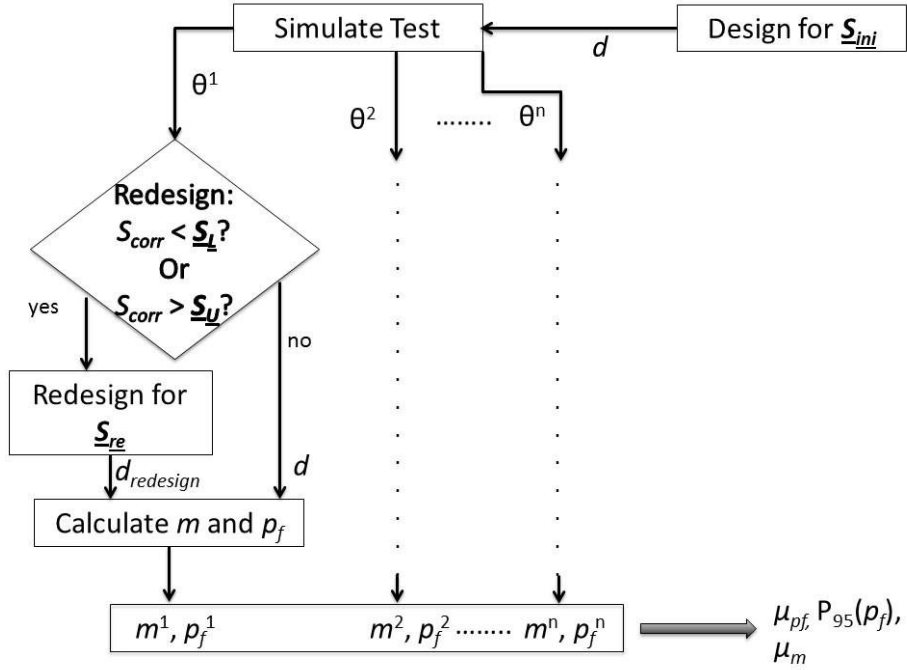 Simulate Test
Design for S_ini
d
θ¹
θ²
........
θⁿ
Redesign:
S_corr < S_L?
Or
S_corr > S_U?
yes
no
Redesign for
S_re
d_redesign
d
Calculate m and p_f
m¹, p_f¹
m², p_f² ........ mⁿ, p_fⁿ
μ_pf, P₉₅(p_f),
μ_m